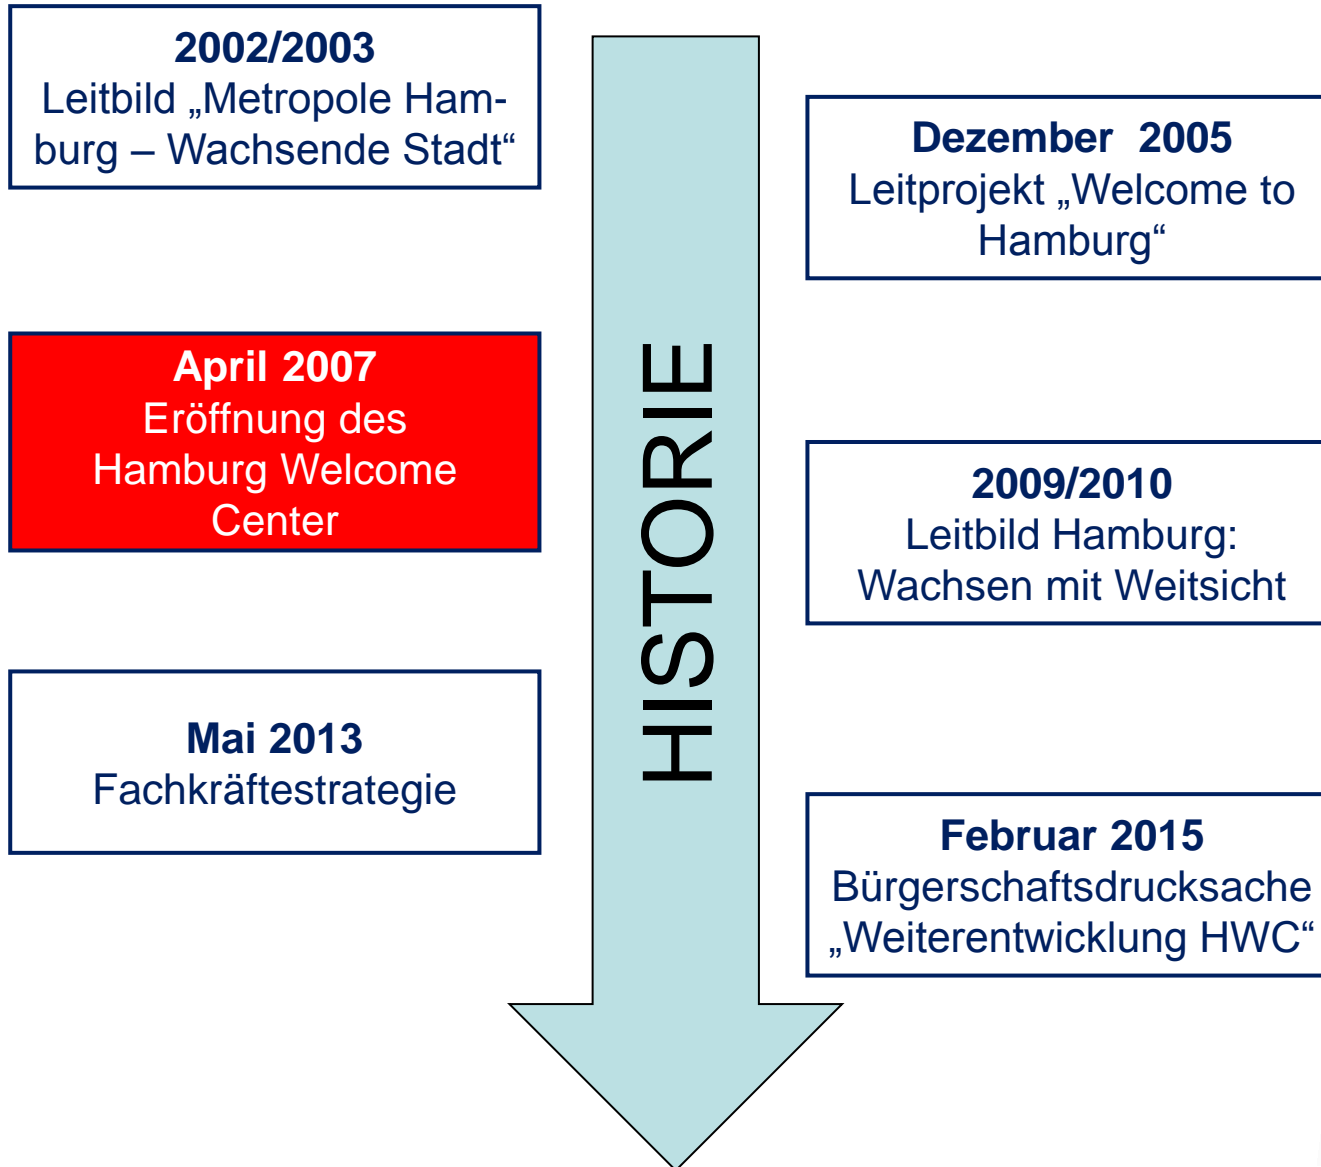 2002/2003
Leitbild „Metropole Ham-
burg – Wachsende Stadt“
Dezember 2005
Leitprojekt „Welcome to
Hamburg“
April 2007
Eröffnung des
Hamburg Welcome
Center
HISTORIE
2009/2010
Leitbild Hamburg:
Wachsen mit Weitsicht
Mai 2013
Fachkräftestrategie
Februar 2015
Bürgerschaftsdrucksache
„Weiterentwicklung HWC“